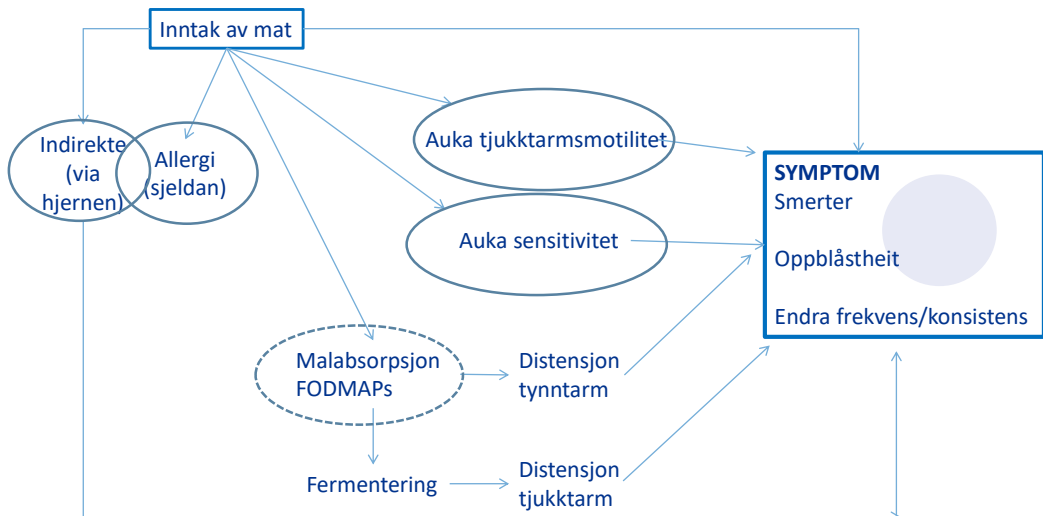 Inntak av mat
Indirekte
(via
hjernen)
Allergi
(sjeldan)
Auka tjukktarmsmotilitet
Auka sensitivitet
SYMPTOM
Smerter
Oppblåstheit
Endra frekvens/konsistens
Malabsorpsjon
FODMAPs
Distensjon
tynntarm
Fermentering
Distensjon
tjukktarm